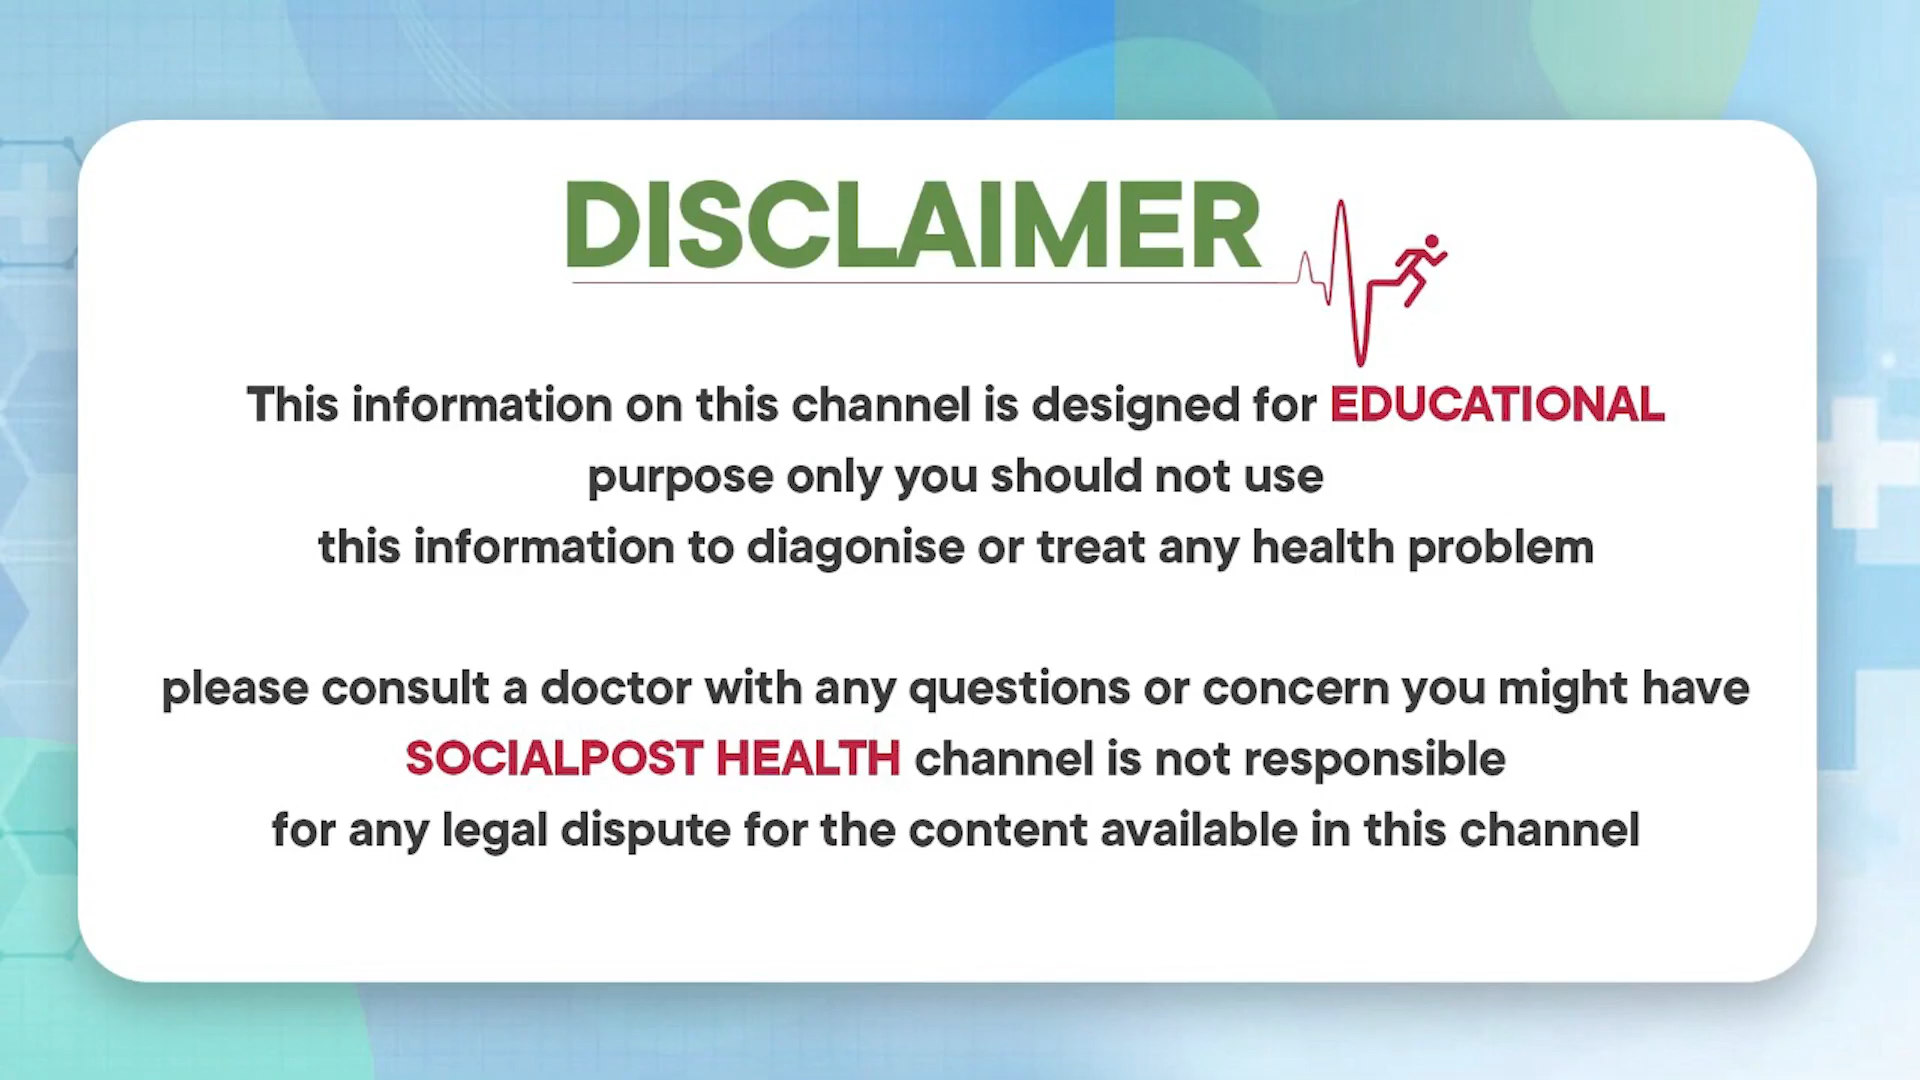 DISCLAIMER
This information on this channel is designed for EDUCATIONAL
purpose only you should not use
this information to diagonise or treat any health problem
please consult a doctor with any questions or concern you might have
SOCIALPOST HEALTH channel is not responsible
for any legal dispute for the content available in this channel